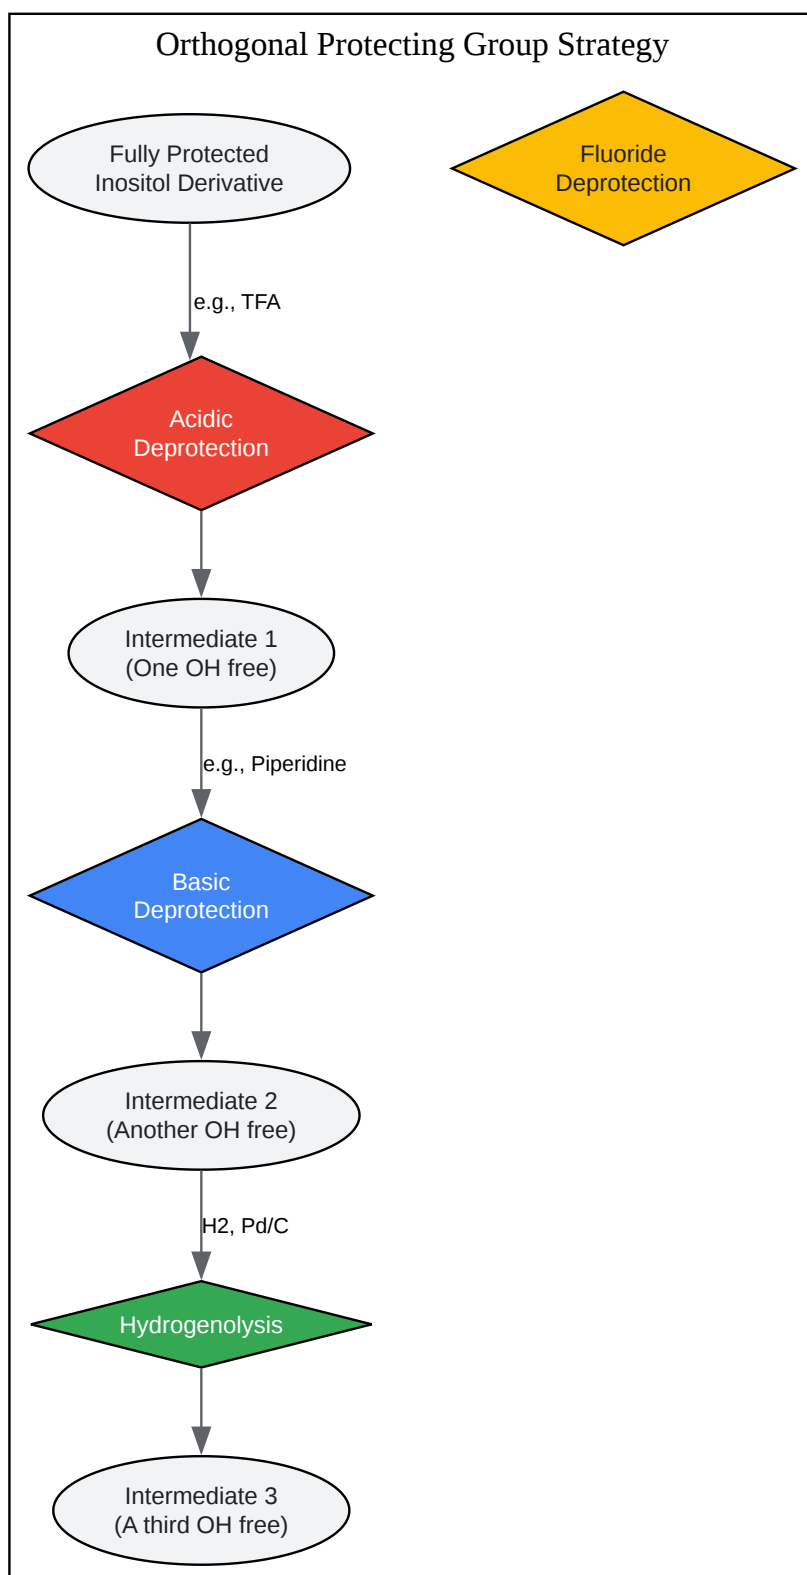 Orthogonal Protecting Group Strategy
Fully Protected
Inositol Derivative
Fluoride
Deprotection
e.g., TFA
Acidic
Deprotection
Intermediate 1
(One OH free)
e.g., Piperidine
Basic
Deprotection
Intermediate 2
(Another OH free)
H2, Pd/C
Hydrogenolysis
Intermediate 3
(A third OH free)